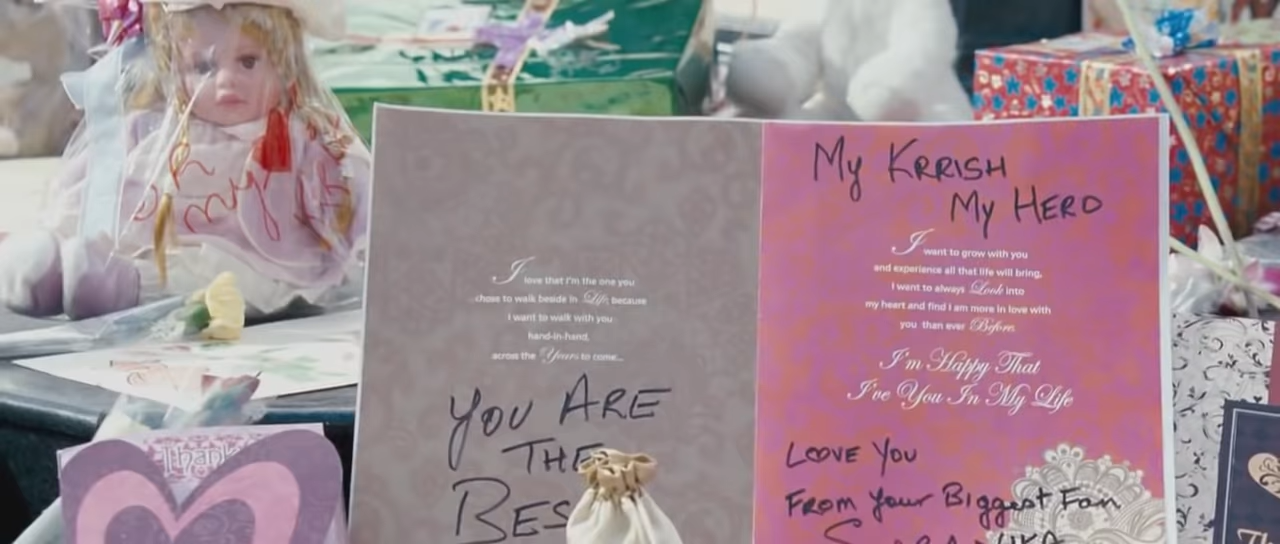 I love that I'm the one you
chose to walk beside in Life, because
I want to walk with you
hand-in-hand,
across the Years to come...
YOU ARE
THE
BES
My KRRISH
My HERO
I want to grow with you
and experience all that life will bring,
I want to always Look into
my heart and find i am more in love with
you than ever Before.
I'm Happy That
I've You In My Life
LOVE YOU
FROM Your Biggest Fan
Thank
my